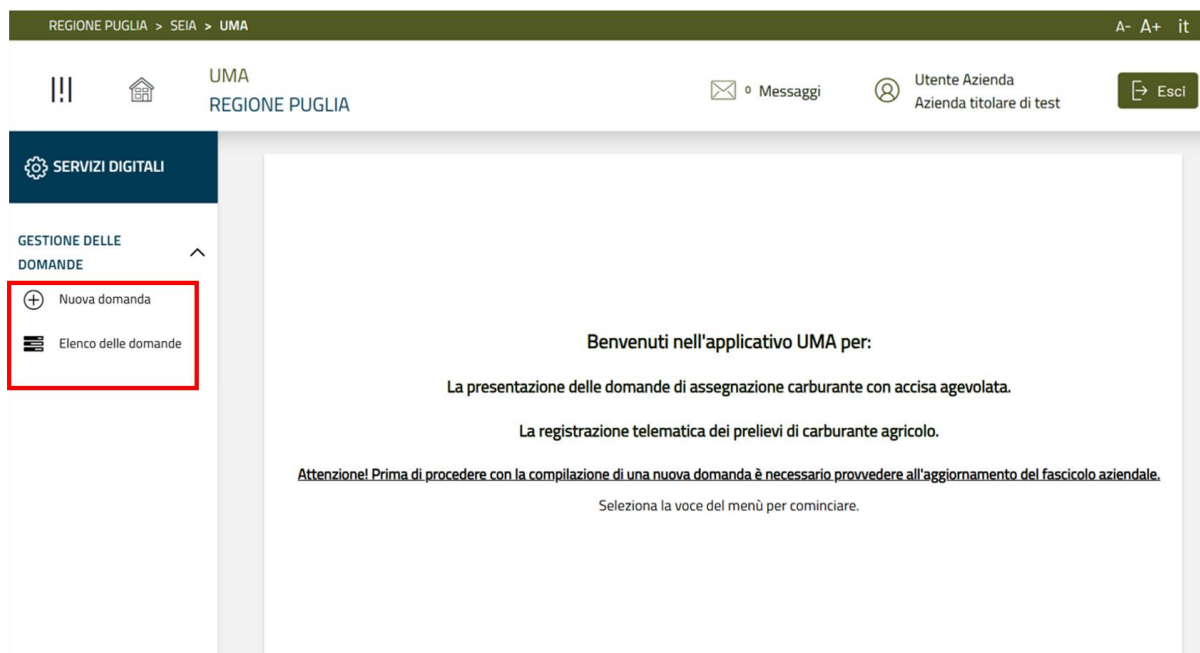 REGIONE PUGLIA > SEIA > UMA
A- A+ it
UMA
REGIONE PUGLIA
0 Messaggi
Utente Azienda
Azienda titolare di test
Esci
SERVIZI DIGITALI
GESTIONE DELLE
DOMANDE
Nuova domanda
Elenco delle domande
Benvenuti nell'applicativo UMA per:
La presentazione delle domande di assegnazione carburante con accisa agevolata.
La registrazione telematica dei prelievi di carburante agricolo.
Attenzione! Prima di procedere con la compilazione di una nuova domanda è necessario provvedere all'aggiornamento del fascicolo aziendale.
Seleziona la voce del menù per cominciare.